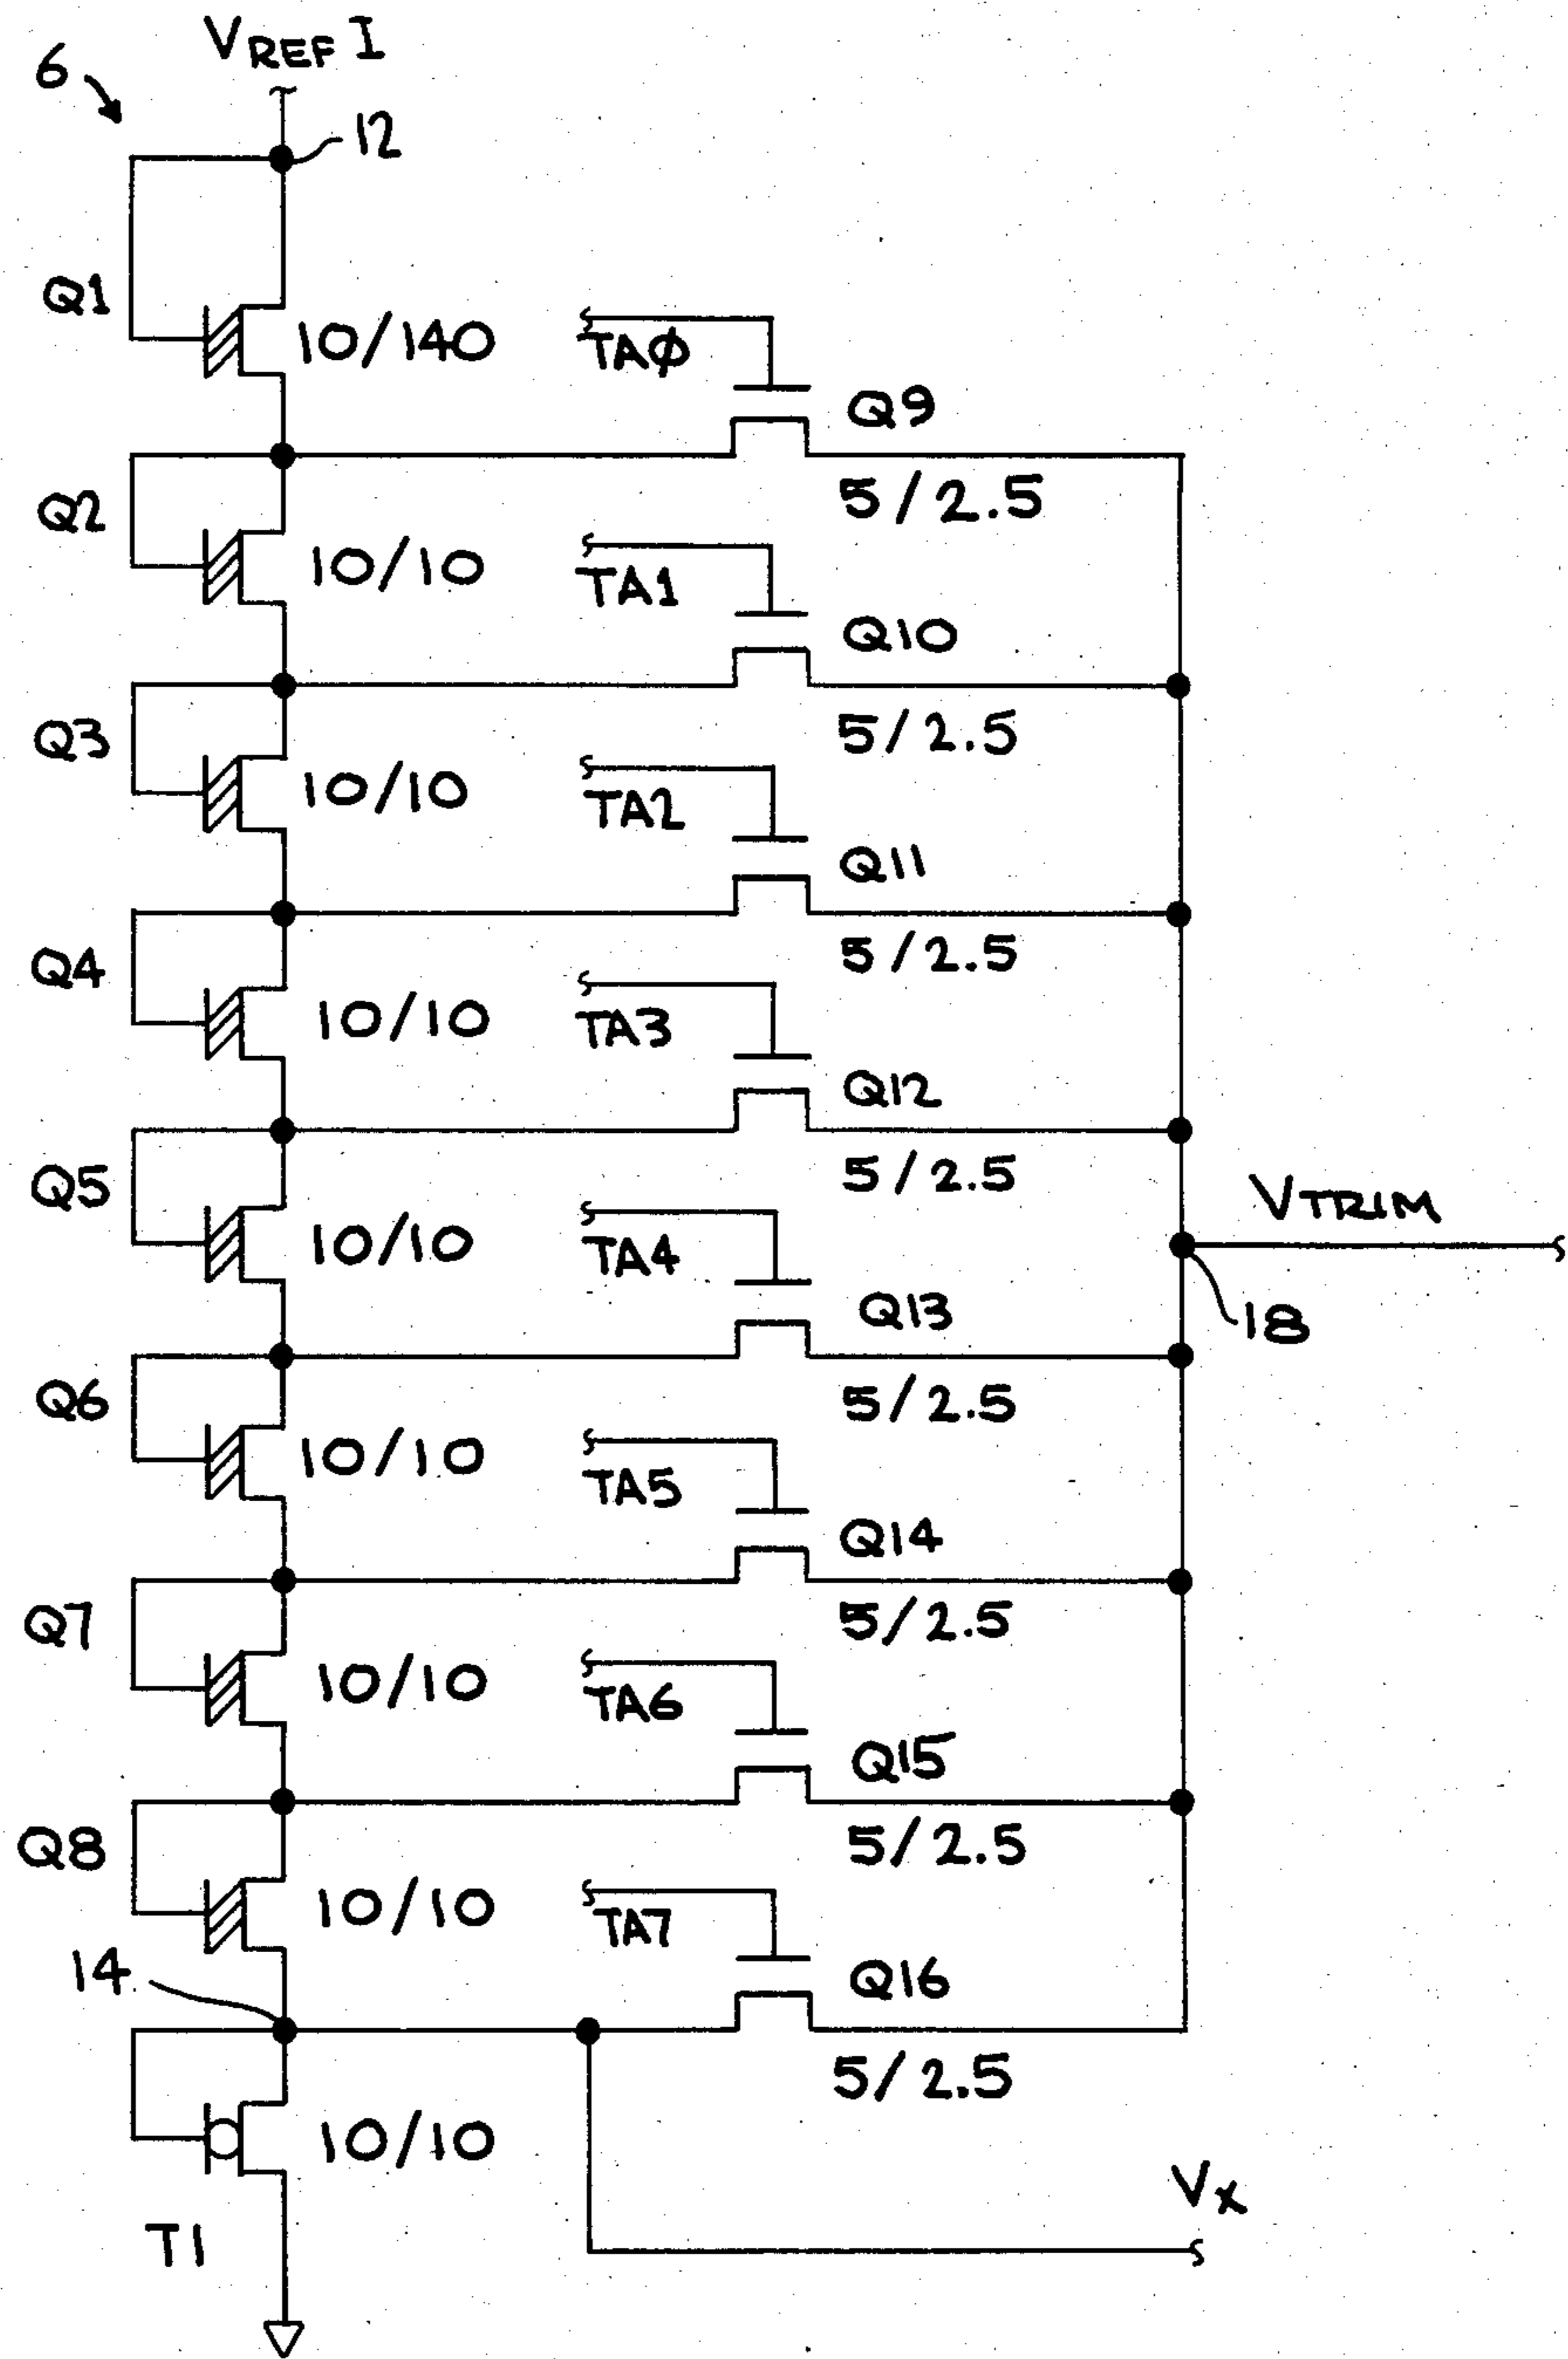 VREF I
6
12
Q1
10/140
TAØ
Q9
5/2.5
Q2
10/10
TA1
Q10
5/2.5
Q3
10/10
TA2
Q11
5/2.5
Q4
10/10
TA3
Q12
5/2.5
Q5
10/10
TA4
VTRIM
Q13
18
5/2.5
Q6
10/10
TA5
Q14
5/2.5
Q7
10/10
TA6
Q15
5/2.5
Q8
10/10
TA7
14
Q16
5/2.5
10/10
VX
T1